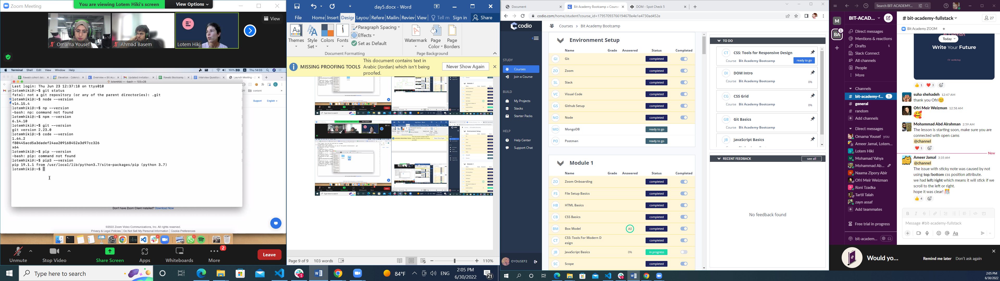 Zoom Meeting
You are viewing Lotem Hiki's screen
View Options
View
Omama Yousef
Ahmad Basem
Lotem Hiki
Terminal Shell Edit View Window Help
100%
Thu 14:03
Rawabi cohort date
Elevation - Calenda
Overview « Bit Aca
Updated invitation:
Rawabi Bootcamp
Interview Question:
Launch Meeting - Z
lotemhiki — -bash — 105×28
content
Last login: Thu Jun 23 12:37:18 on ttys010
lotemhiki@:~$ git status
fatal: not a git repository (or any of the parent directories): .git
lotemhiki@:~$ node --version
v14.15.4
lotemhiki@:~$ np --version
-bash: np: command not found
lotemhiki@:~$ npm --version
6.14.10
lotemhiki@:~$ git --version
git version 2.23.0
lotemhiki@:~$ code --version
1.64.2
f80445acd5a3dadef24aa209168452a3d97cc326
x64
lotemhiki@:~$ pip --version
-bash: pip: command not found
lotemhiki@:~$ pip3 --version
pip 19.1.1 from /usr/local/lib/python3.7/site-packages/pip (python 3.7)
lotemhiki@:~$
Support
English
Don't have Zoom Client installed? Download Now
©2022 Zoom Video Communications, Inc. All rights reserved.
Privacy & Legal Policies | Do Not Sell My Personal Information | Cookie Preferences
Unmute
Stop Video
Share Screen
Apps
Whiteboards
More
2
Leave
Type here to search
84°F
ENG
2:05 PM
6/30/2022
21
day5.docx - Word
File
Home
Insert
Desig
Layou
Refere
Mailin
Review
View
Tell m
Sign in
Share
Themes
Style Set
Colors
Fonts
Paragraph Spacing
Effects
Set as Default
Watermark
Page Color
Page Borders
Document Formatting
Page Background
MISSING PROOFING TOOLS
This document contains text in
Arabic (Jordan) which isn't being
proofed.
Never Show Again
Page 9 of 9
103 words
110%
Document
Bit Academy Bootcamp « Course
DOM - Spot Check 5
codio.com/home/student?course_id=17957093766194678e4e1e4730ad452e
codio
STUDY
Courses
Join a Course
BUILD
My Projects
Stacks
Starter Packs
HELP
Help Center
Support Chat
OYOUSEF2
Courses > Bit Academy Bootcamp
Environment Setup
Name Grade Answered Status Completed
GI Git completed
ZO Zoom completed
SL Slack completed
VC Visual Code completed
GS Github Setup completed
NO Node completed
MO MongoDB ready to go
PO Postman ready to go
Module 1
Name Grade Answered Status Completed
ZO Zoom Onboarding completed
FS File Setup Basics completed
HB HTML Basics completed
CB CSS Basics completed
BM Box Model All completed
CT CSS: Tools For Modern D
esign completed
JB JavaScript Basics 0% in progress
SC Scope completed
TO DO
CT CSS: Tools for Responsive Design
Course Bit Academy Bootcamp ready to go
DI DOM Intro
Course Bit Academy Bootcamp 0%
CG CSS Grid
Course Bit Academy Bootcamp 0%
GB Git Basics
Course Bit Academy Bootcamp
JB JavaScript Basics
RECENT FEEDBACK
see all
No feedback found
Search BIT-ACADEMY...
M
BA
1
BIT-ACAD...
Direct messages
Mentions & reactions
Drafts 1
Slack Connect
All channels
People
More
Channels
# bit-academy-f... 1
# general
# random
Add channels
Direct messages
Omama Yousef you
Ameer Jamal, Lotem...
Lotem Hiki
Mohamad Yahya
Mohammad Ab...
Naama Zipory Abir
Ofri Meir Weizman
Roni Tzadka
Tartil Talah
zayn assaf
Add teammates
Free trial in progress
bit-academ...
# bit-academy-fullstack
27
Bit Academy ZOOM
Today
Write Your Future
👍 1 ❤️ 3
suha shehadeh 12:47 AM
thank you Ofri😊
Ofri Meir Weizman 12:58 AM
🥰
Mohammad Abd Alrahman 2:59 AM
The lesson is starting soon, make sure you are
connected with open cams
@channel
❤️ 1
New
Ameer Jamal 3:35 AM
@channel
The issue with sticky note was caused by not
using top/bottom css position attribute.
we had left/right which means it will stick if we
scroll to the left or right.
hope it was clear! 🎊
👍 4
Message #bit-academy-fullstack
Would yo...
Remind me later
Don't ask again
2:05 PM
6/30/2022